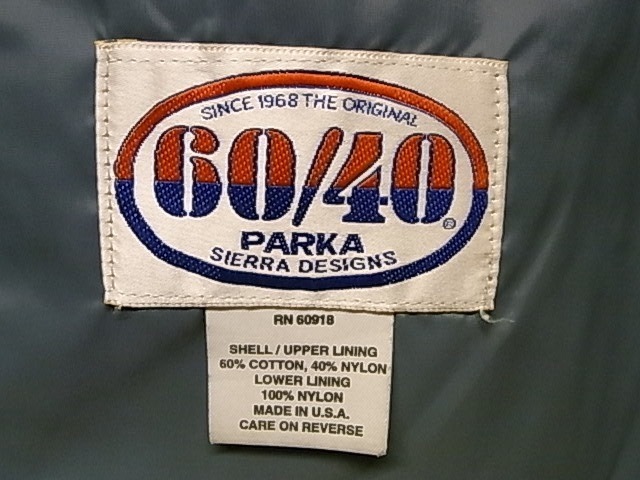 SINCE 1968 THE ORIGINAL
60/40
®
PARKA
SIERRA DESIGNS
RN 60918
SHELL / UPPER LINING
60% COTTON, 40% NYLON
LOWER LINING
100% NYLON
MADE IN U.S.A.
CARE ON REVERSE